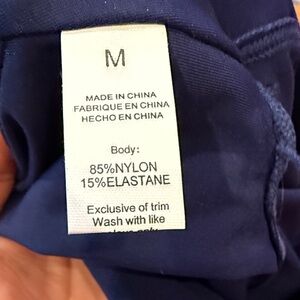 M
MADE IN CHINA
FABRIQUE EN CHINA
HECHO EN CHINA
Body:
85%NYLON
15%ELASTANE
Exclusive of trim
Wash with like
only